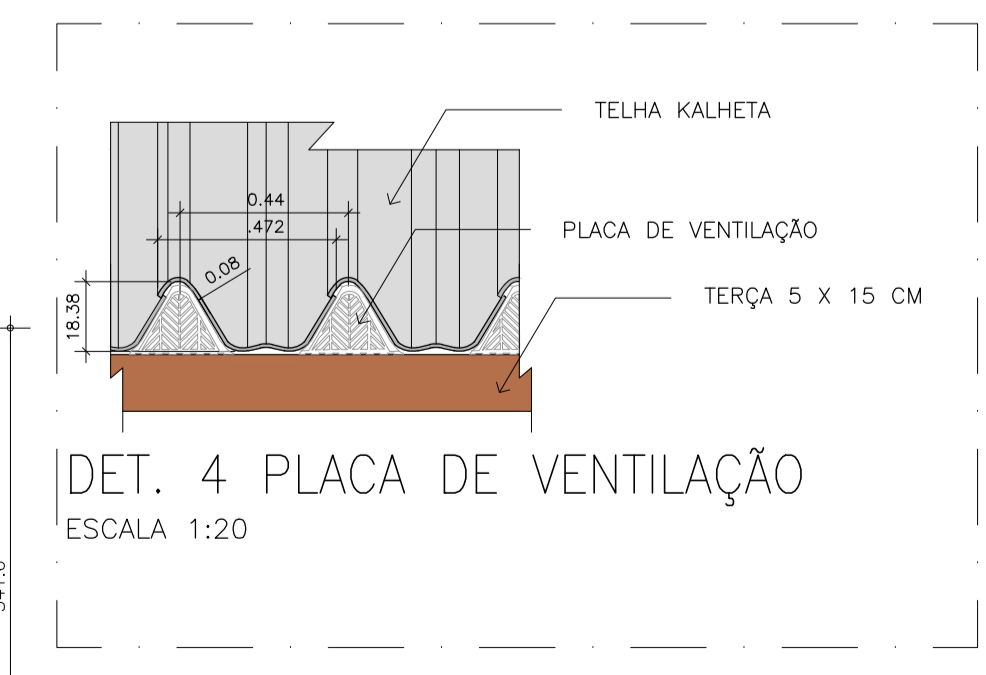 TELHA KALHETA
0.44
.472
PLACA DE VENTILAÇÃO
0.08
TERÇA 5 X 15 CM
18.38
DET. 4 PLACA DE VENTILAÇÃO
ESCALA 1:20